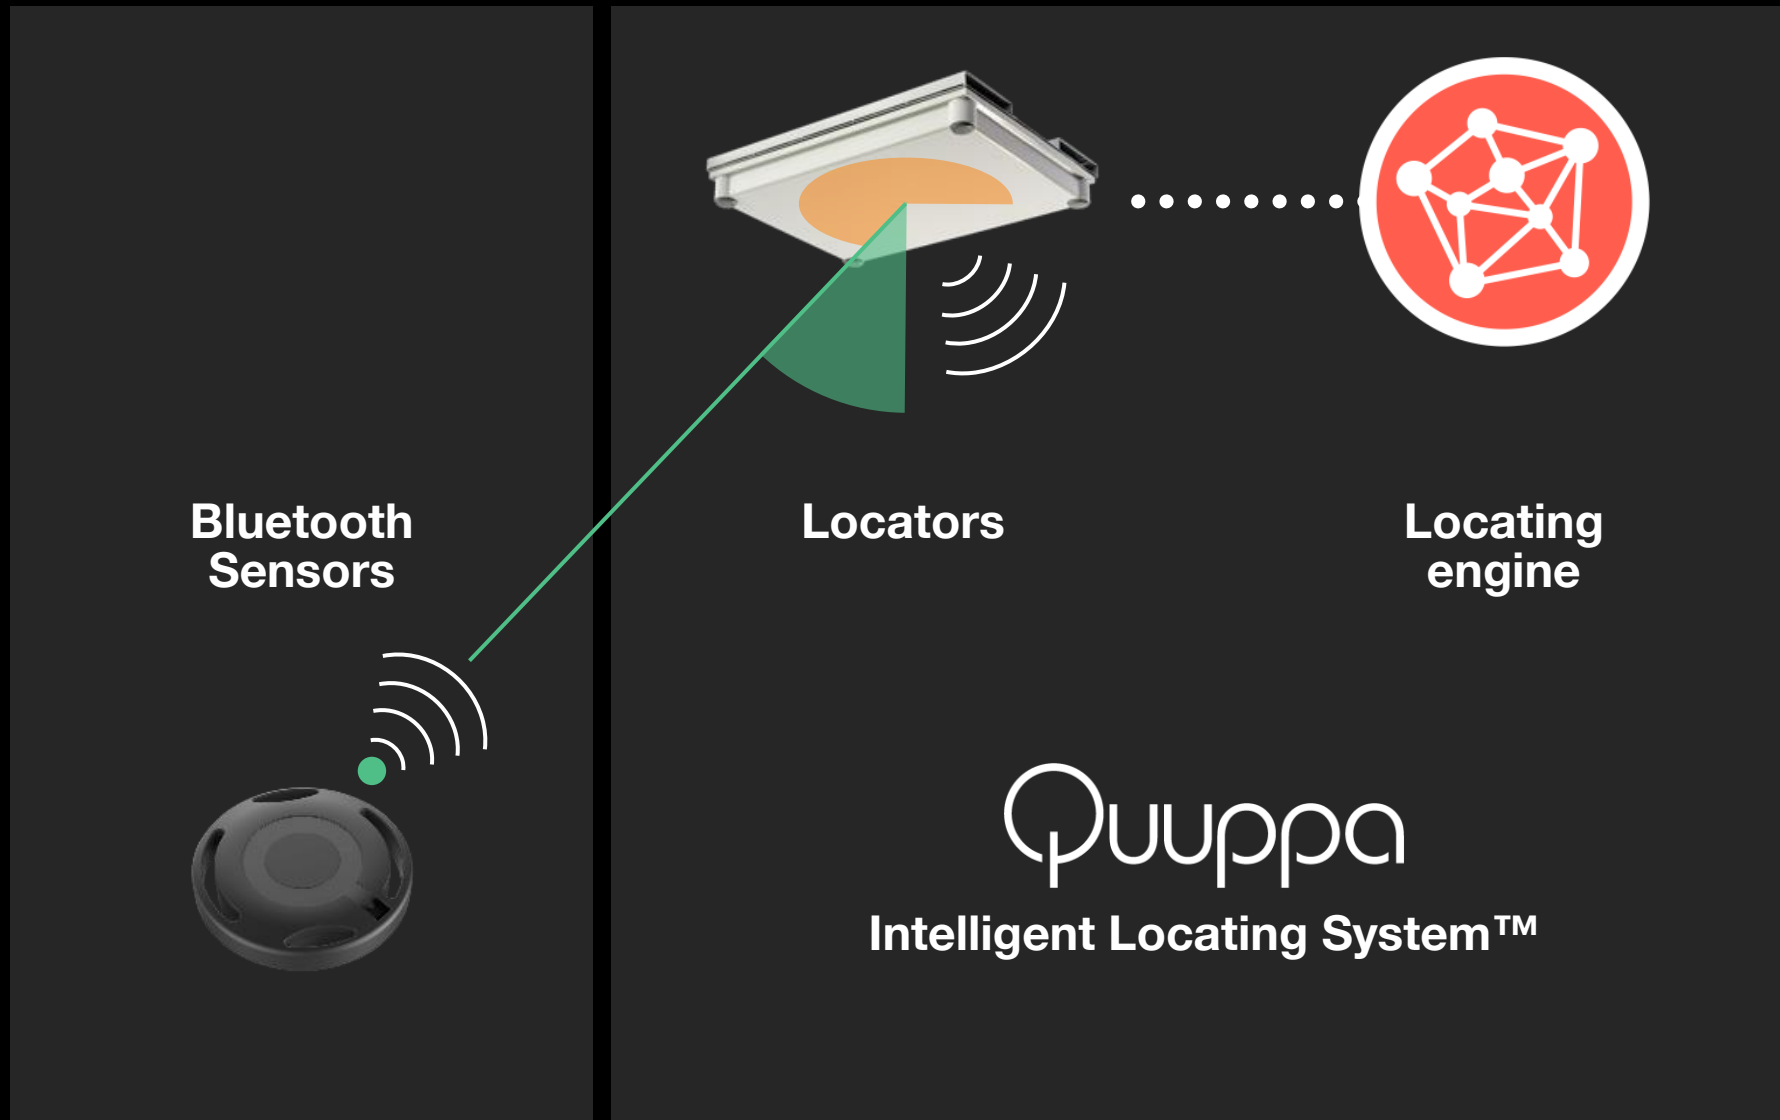 Bluetooth
Sensors
Locators
Locating
engine
Quuppa
Intelligent Locating System™